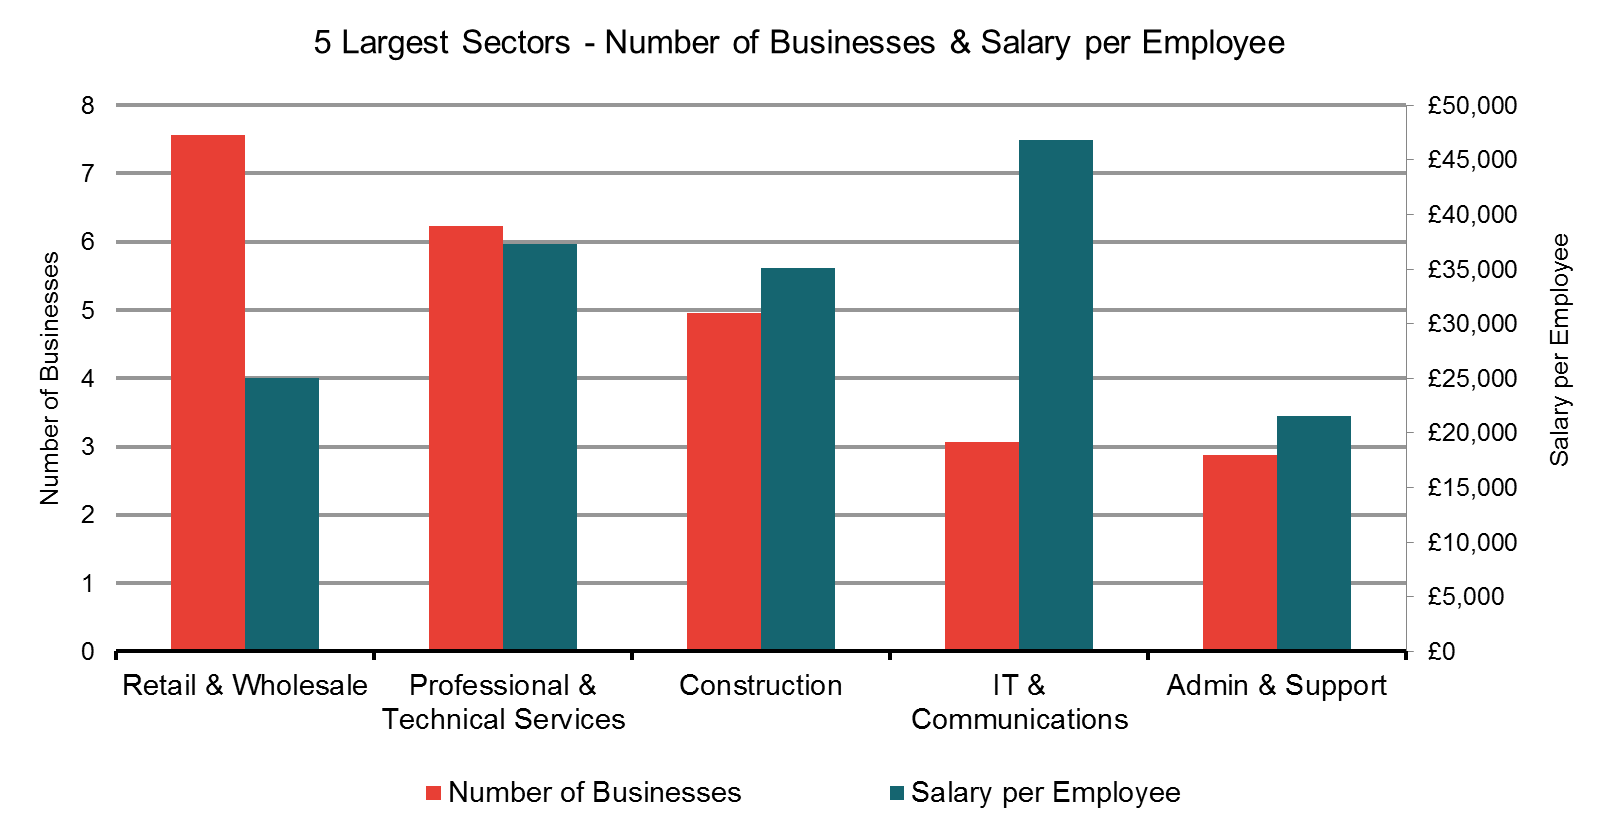 5 Largest Sectors - Number of Businesses & Salary per Employee
8
7
6
5
4
3
2
1
0
Number of Businesses
£50,000
£45,000
£40,000
£35,000
£30,000
£25,000
£20,000
£15,000
£10,000
£5,000
£0
Salary per Employee
Retail & Wholesale
Professional &
Technical Services
Construction
IT &
Communications
Admin & Support
Number of Businesses
Salary per Employee